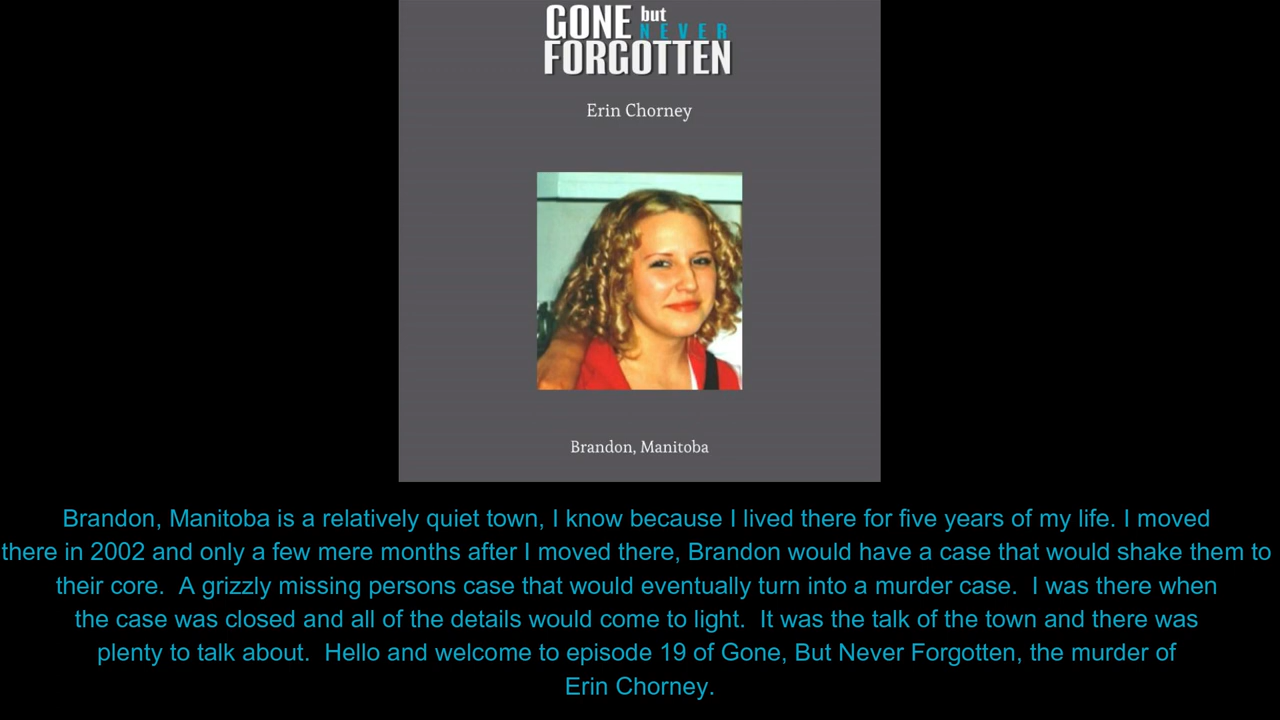 GONE but
NEVER
FORGOTTEN
Erin Chorney
Brandon, Manitoba
Brandon, Manitoba is a relatively quiet town, I know because I lived there for five years of my life. I moved
there in 2002 and only a few mere months after I moved there, Brandon would have a case that would shake them to
their core.  A grizzly missing persons case that would eventually turn into a murder case.  I was there when
the case was closed and all of the details would come to light.  It was the talk of the town and there was
plenty to talk about.  Hello and welcome to episode 19 of Gone, But Never Forgotten, the murder of
Erin Chorney.